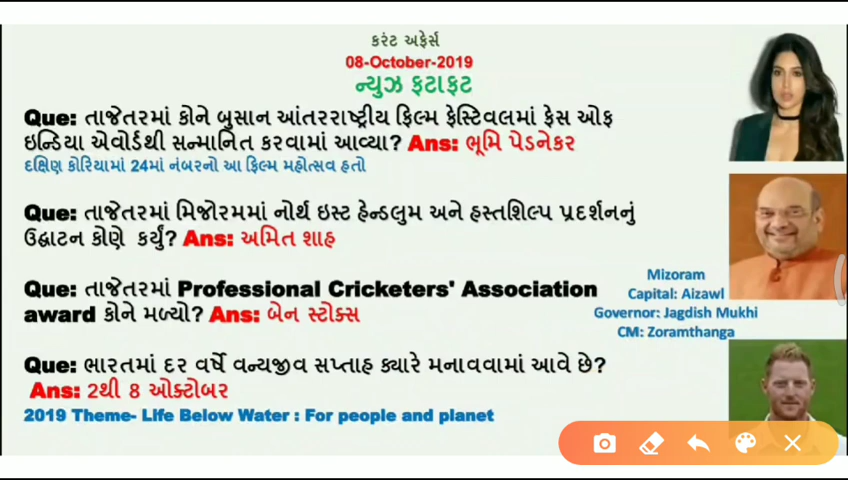 કરંટ અફેર્સ
08-October-2019
ન્યુઝ ફટાફટ
Que: તાજેતરમાં કોને બુસાન આંતરરાષ્ટ્રીય ફિલ્મ ફેસ્ટિવલમાં ફેસ ઓફ
ઇન્ડિયા એવોર્ડથી સન્માનિત કરવામાં આવ્યા? Ans: ભૂમિ પેડનેકર
દક્ષિણ કોરિયામાં 24માં નંબરનો આ ફિલ્મ મહોત્સવ હતો
Que: તાજેતરમાં મિજોરમમાં નોર્થ ઇસ્ટ હેન્ડલુમ અને હસ્તશિલ્પ પ્રદર્શનનું
ઉદ્ઘાટન કોણે કર્યું? Ans: અમિત શાહ
Que: તાજેતરમાં Professional Cricketers' Association
award કોને મળ્યો? Ans: બેન સ્ટોક્સ
Mizoram
Capital: Aizawl
Governor: Jagdish Mukhi
CM: Zoramthanga
Que: ભારતમાં દર વર્ષે વન્યજીવ સપ્તાહ ક્યારે મનાવવામાં આવે છે?
Ans: 2થી 8 ઓક્ટોબર
2019 Theme- LIfe Below Water : For people and planet